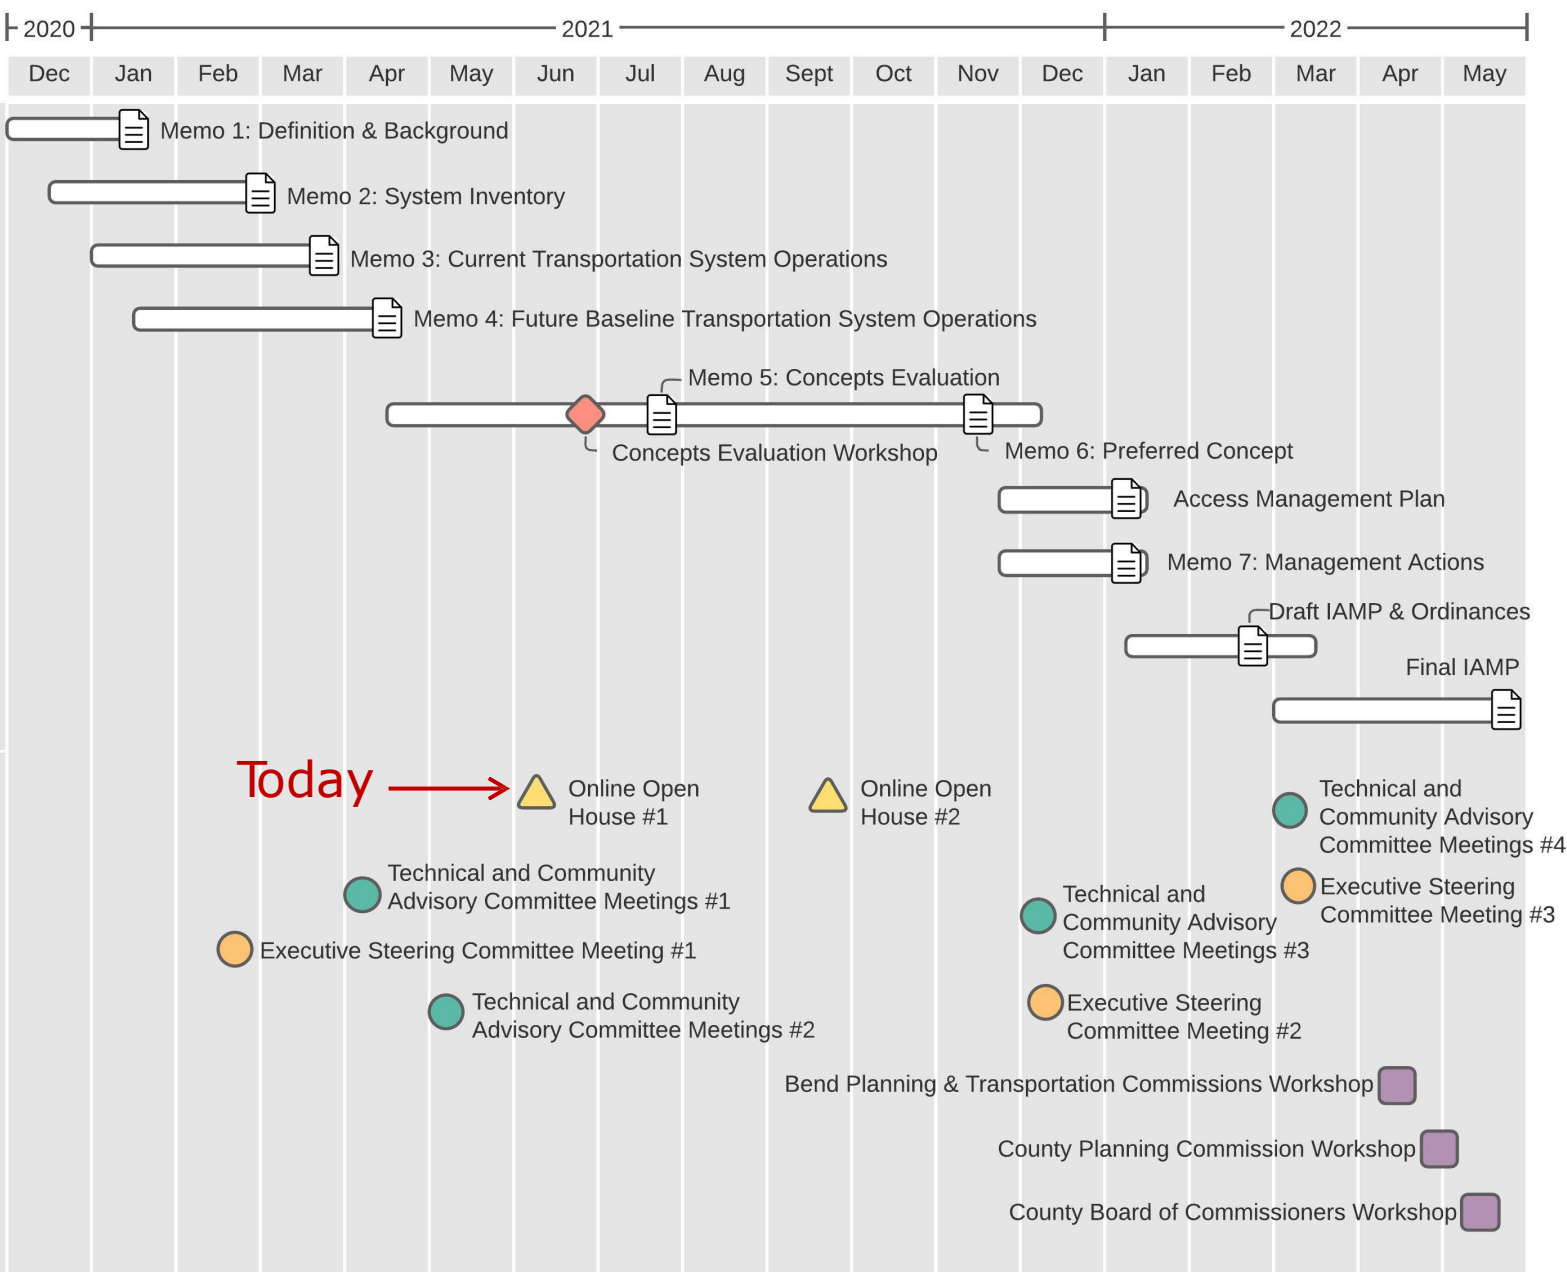 2020 2021 2022
Dec Jan Feb Mar Apr May Jun Jul Aug Sept Oct Nov Dec Jan Feb Mar Apr May
Memo 1: Definition & Background
Memo 2: System Inventory
Memo 3: Current Transportation System Operations
Memo 4: Future Baseline Transportation System Operations
Memo 5: Concepts Evaluation
Concepts Evaluation Workshop
Memo 6: Preferred Concept
Access Management Plan
Memo 7: Management Actions
Draft IAMP & Ordinances
Final IAMP
Today
Online Open
House #1
Online Open
House #2
Technical and
Community Advisory
Committee Meetings #4
Technical and Community
Advisory Committee Meetings #1
Executive Steering
Committee Meeting #3
Technical and
Community Advisory
Committee Meetings #3
Executive Steering Committee Meeting #1
Technical and Community
Advisory Committee Meetings #2
Executive Steering
Committee Meeting #2
Bend Planning & Transportation Commissions Workshop
County Planning Commission Workshop
County Board of Commissioners Workshop